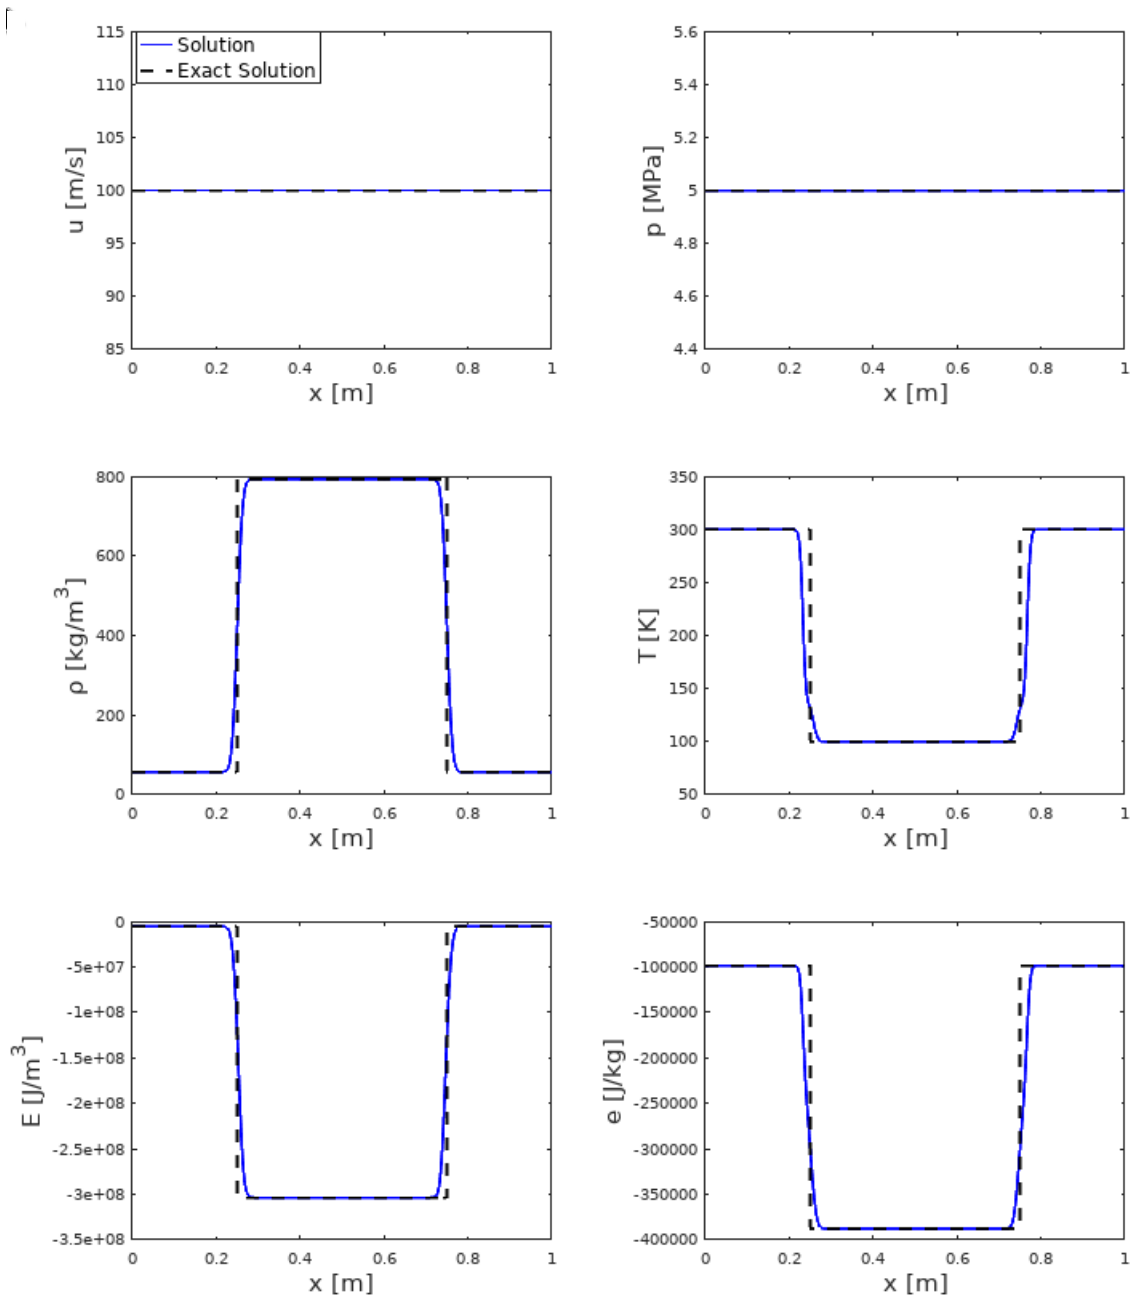 115
110
105
100
95
90
85
u [m/s]
Solution
Exact Solution
0 0.2 0.4 0.6 0.8 1
x [m]
5.6
5.4
5.2
5
4.8
4.6
4.4
p [MPa]
0 0.2 0.4 0.6 0.8 1
x [m]
800
600
400
200
0
ρ [kg/m³]
0 0.2 0.4 0.6 0.8 1
x [m]
350
300
250
200
150
100
50
T [K]
0 0.2 0.4 0.6 0.8 1
x [m]
0
-5e+07
-1e+08
-1.5e+08
-2e+08
-2.5e+08
-3e+08
-3.5e+08
E [J/m³]
0 0.2 0.4 0.6 0.8 1
x [m]
-50000
-100000
-150000
-200000
-250000
-300000
-350000
-400000
e [J/kg]
0 0.2 0.4 0.6 0.8 1
x [m]